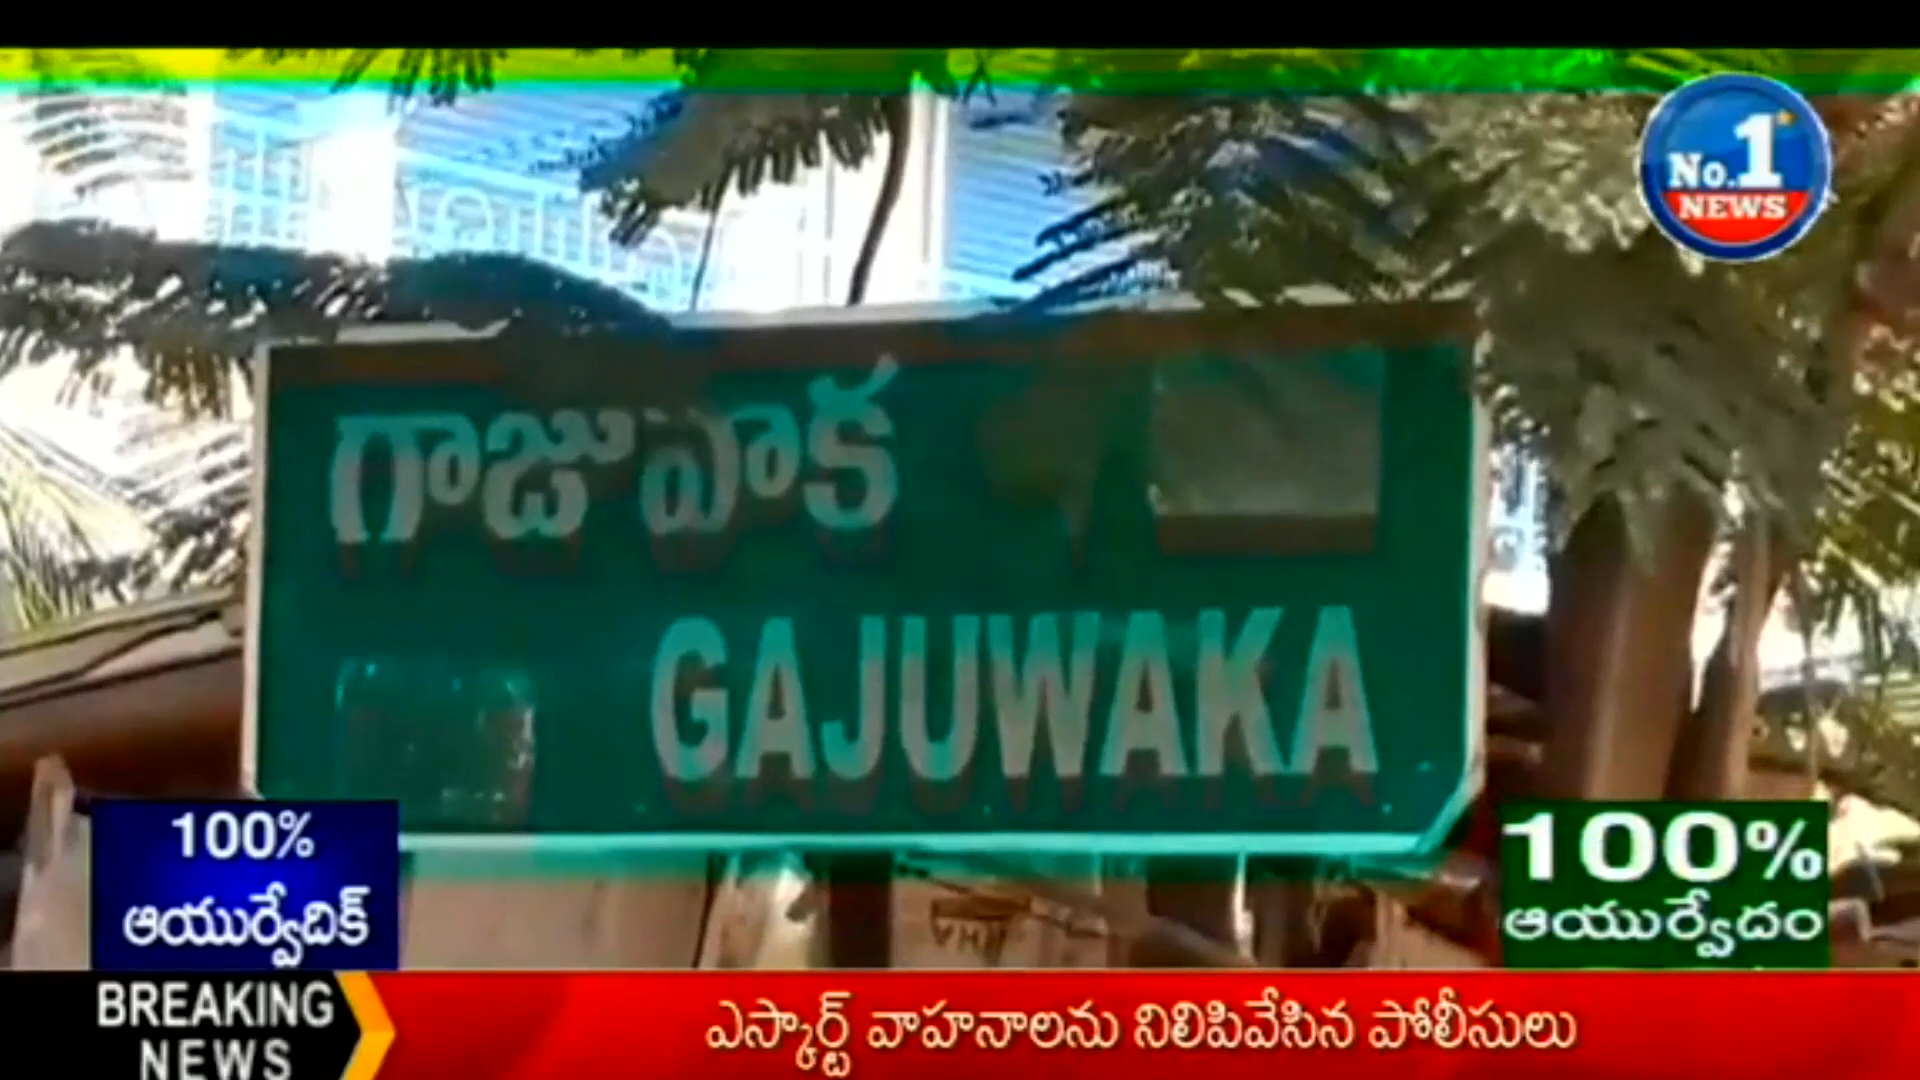 No.1
NEWS
గాజువాక
GAJUWAKA
100%
ఆయుర్వేదిక్
100%
ఆయుర్వేదం
BREAKING
NEWS
ఎస్కార్ట్ వాహనాలను నిలిపివేసిన పోలీసులు